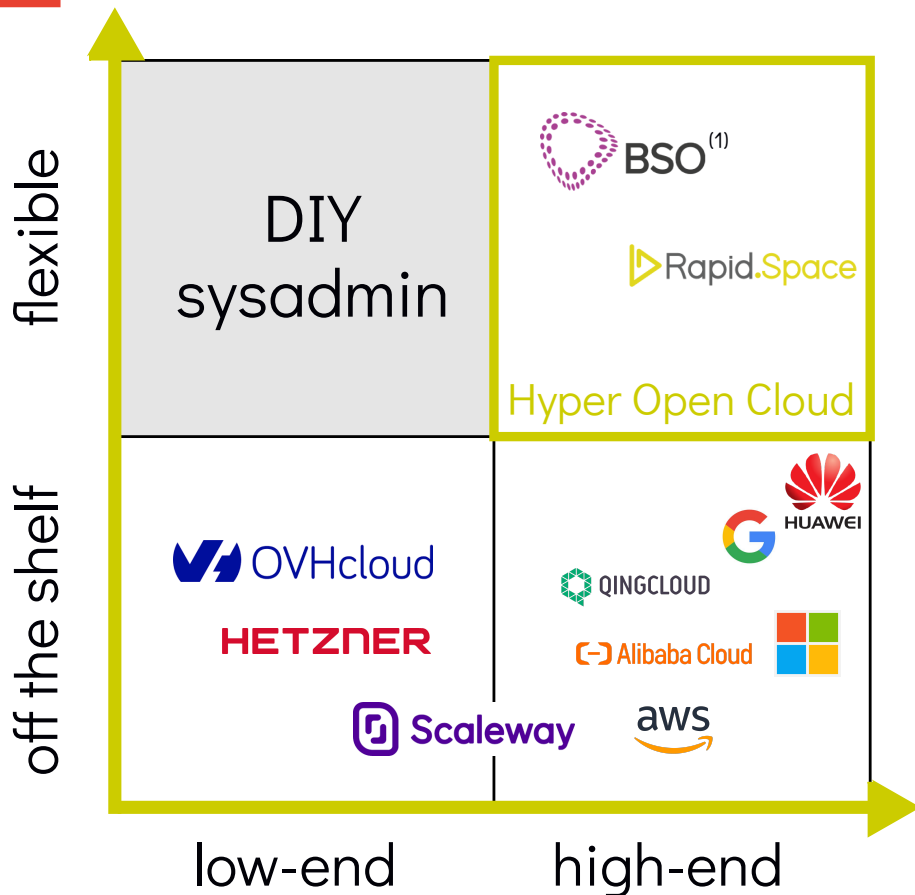 flexible
DIY
sysadmin
BSO(1)
Rapid.Space
Hyper Open Cloud
off the shelf
HUAWEI
G
OVHcloud
QINGCLOUD
HETZNER
Alibaba Cloud
Scaleway
aws
low-end
high-end